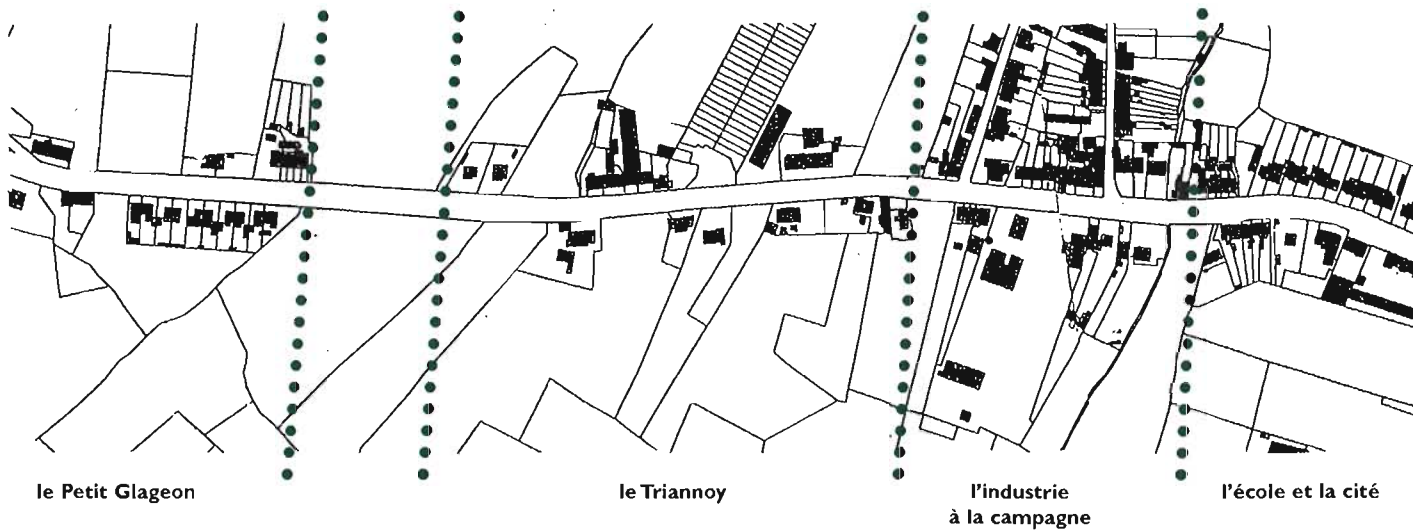 le Petit Glageon
le Triannoy
l'industrie
à la campagne
l'école et la cité